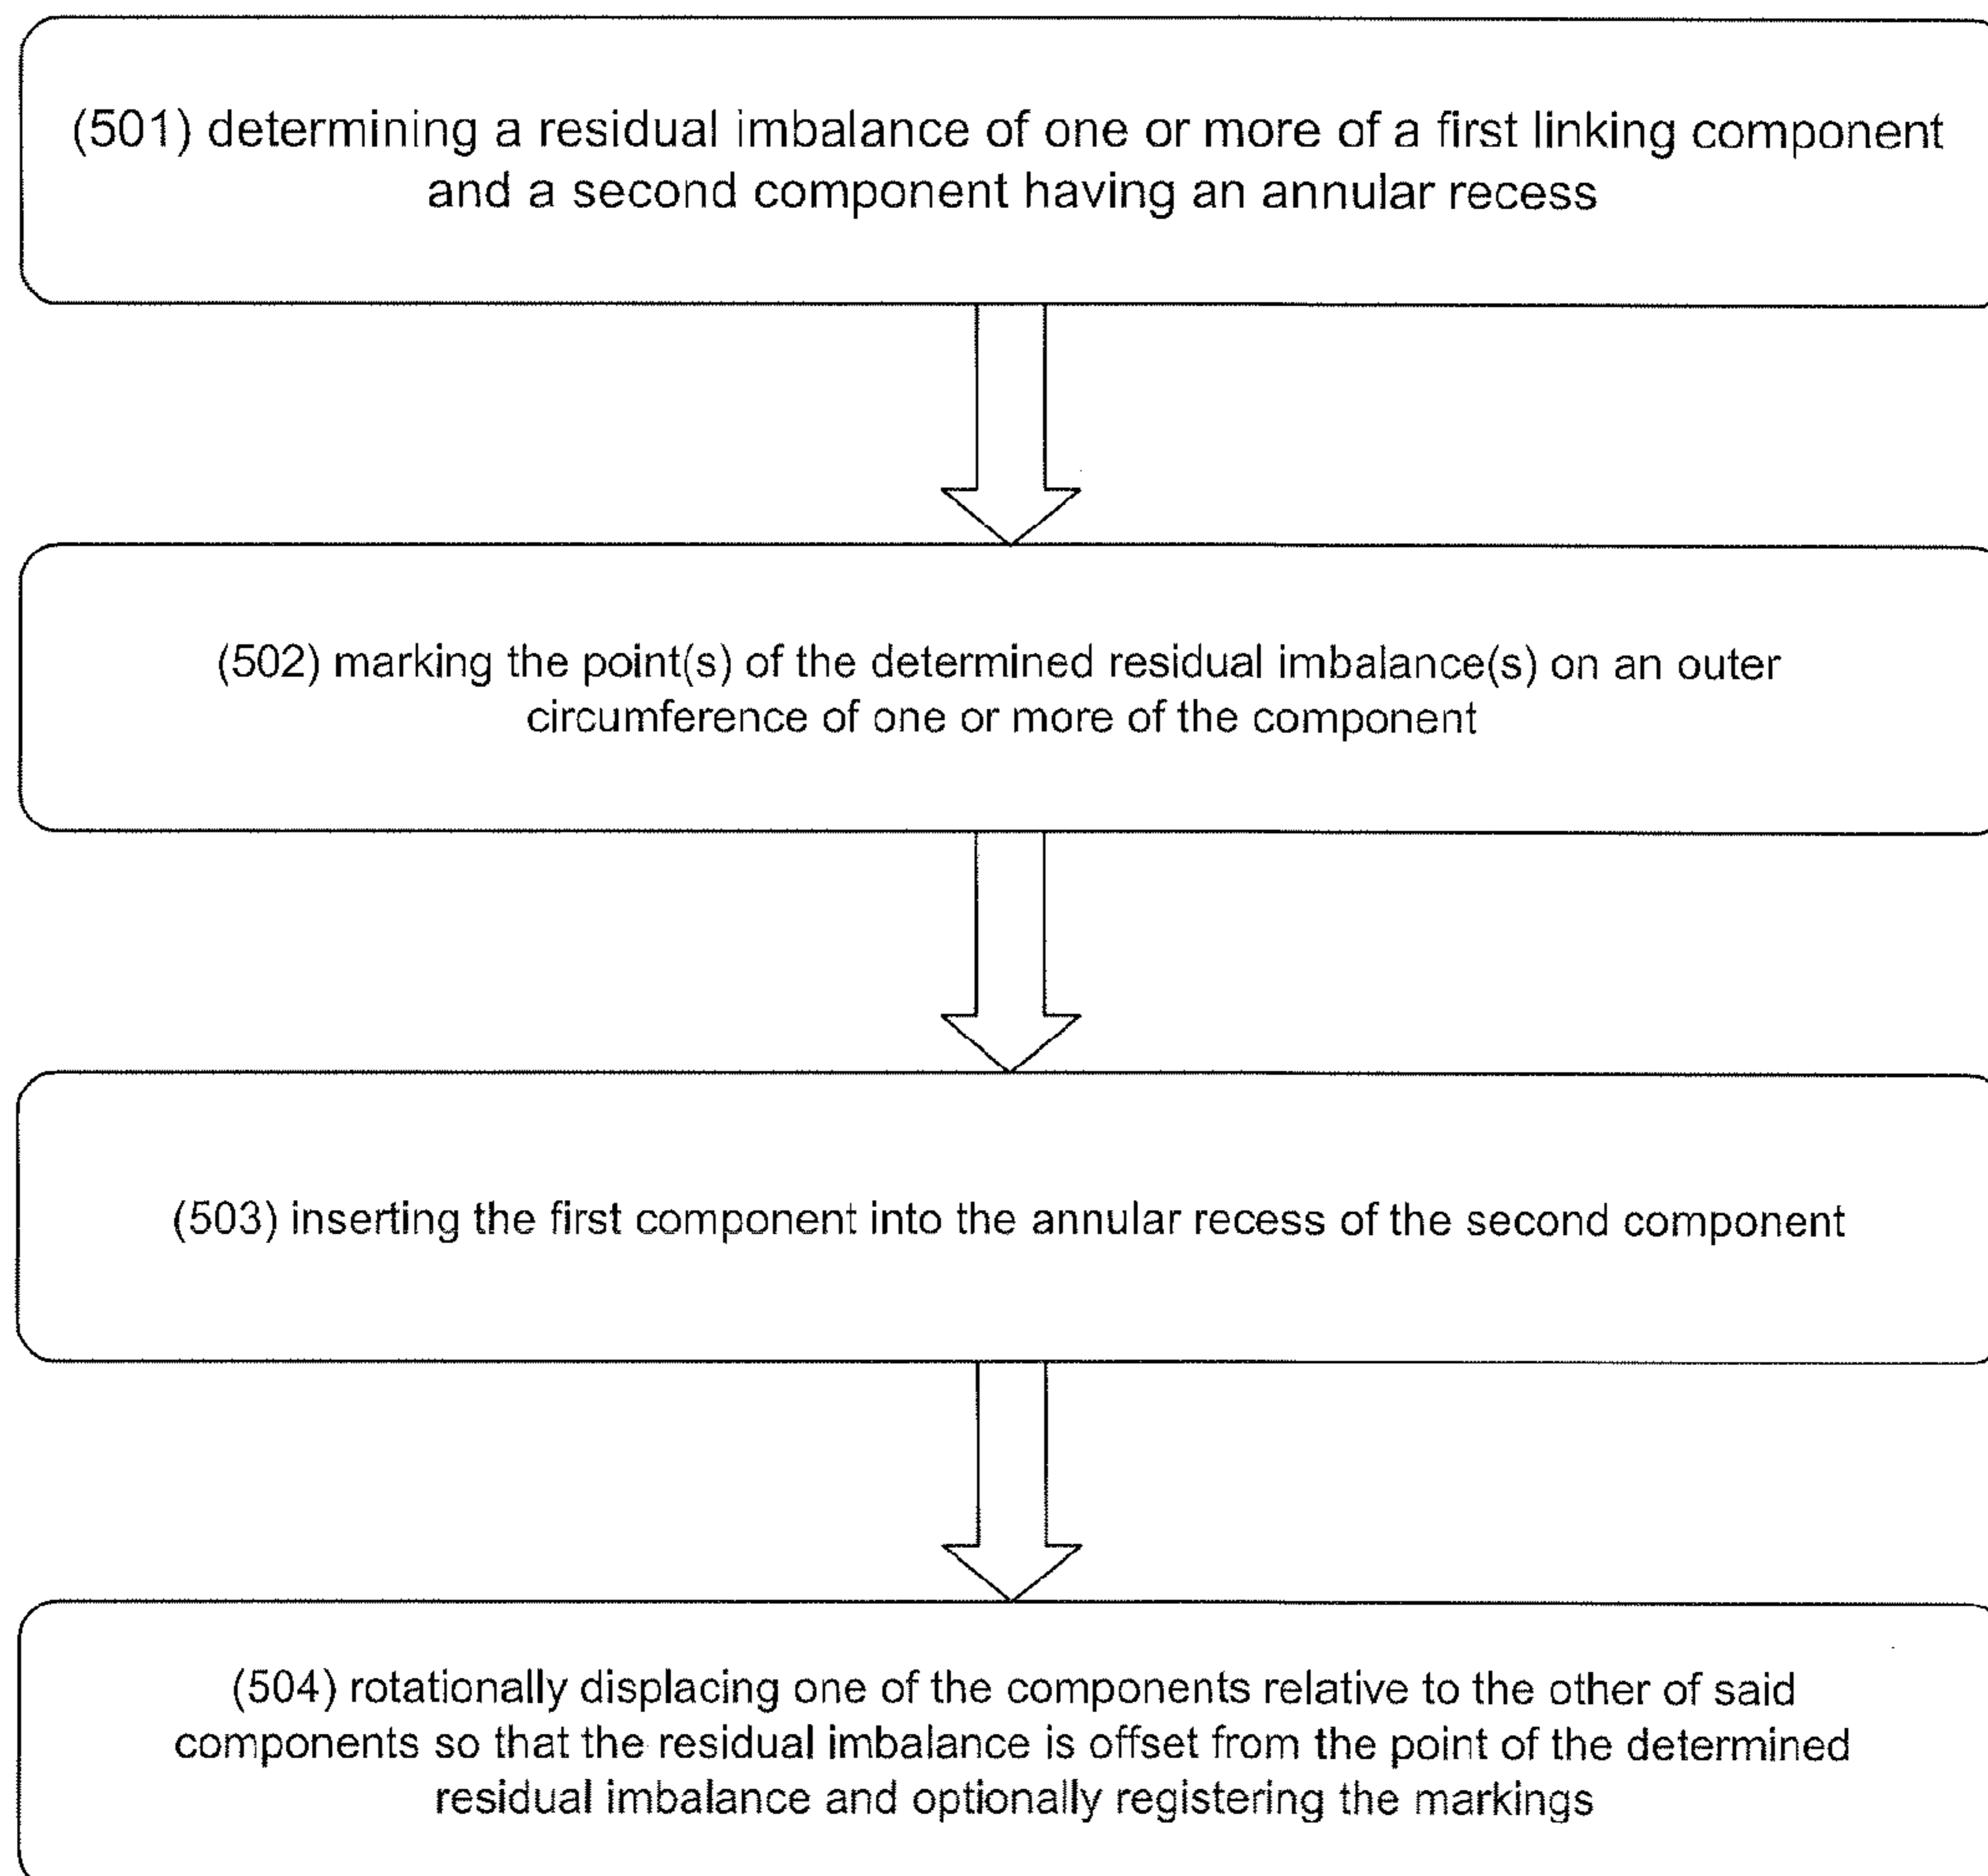 (501) determining a residual imbalance of one or more of a first linking component
and a second component having an annular recess
(502) marking the point(s) of the determined residual imbalance(s) on an outer
circumference of one or more of the component
(503) inserting the first component into the annular recess of the second component
(504) rotationally displacing one of the components relative to the other of said
components so that the residual imbalance is offset from the point of the determined
residual imbalance and optionally registering the markings